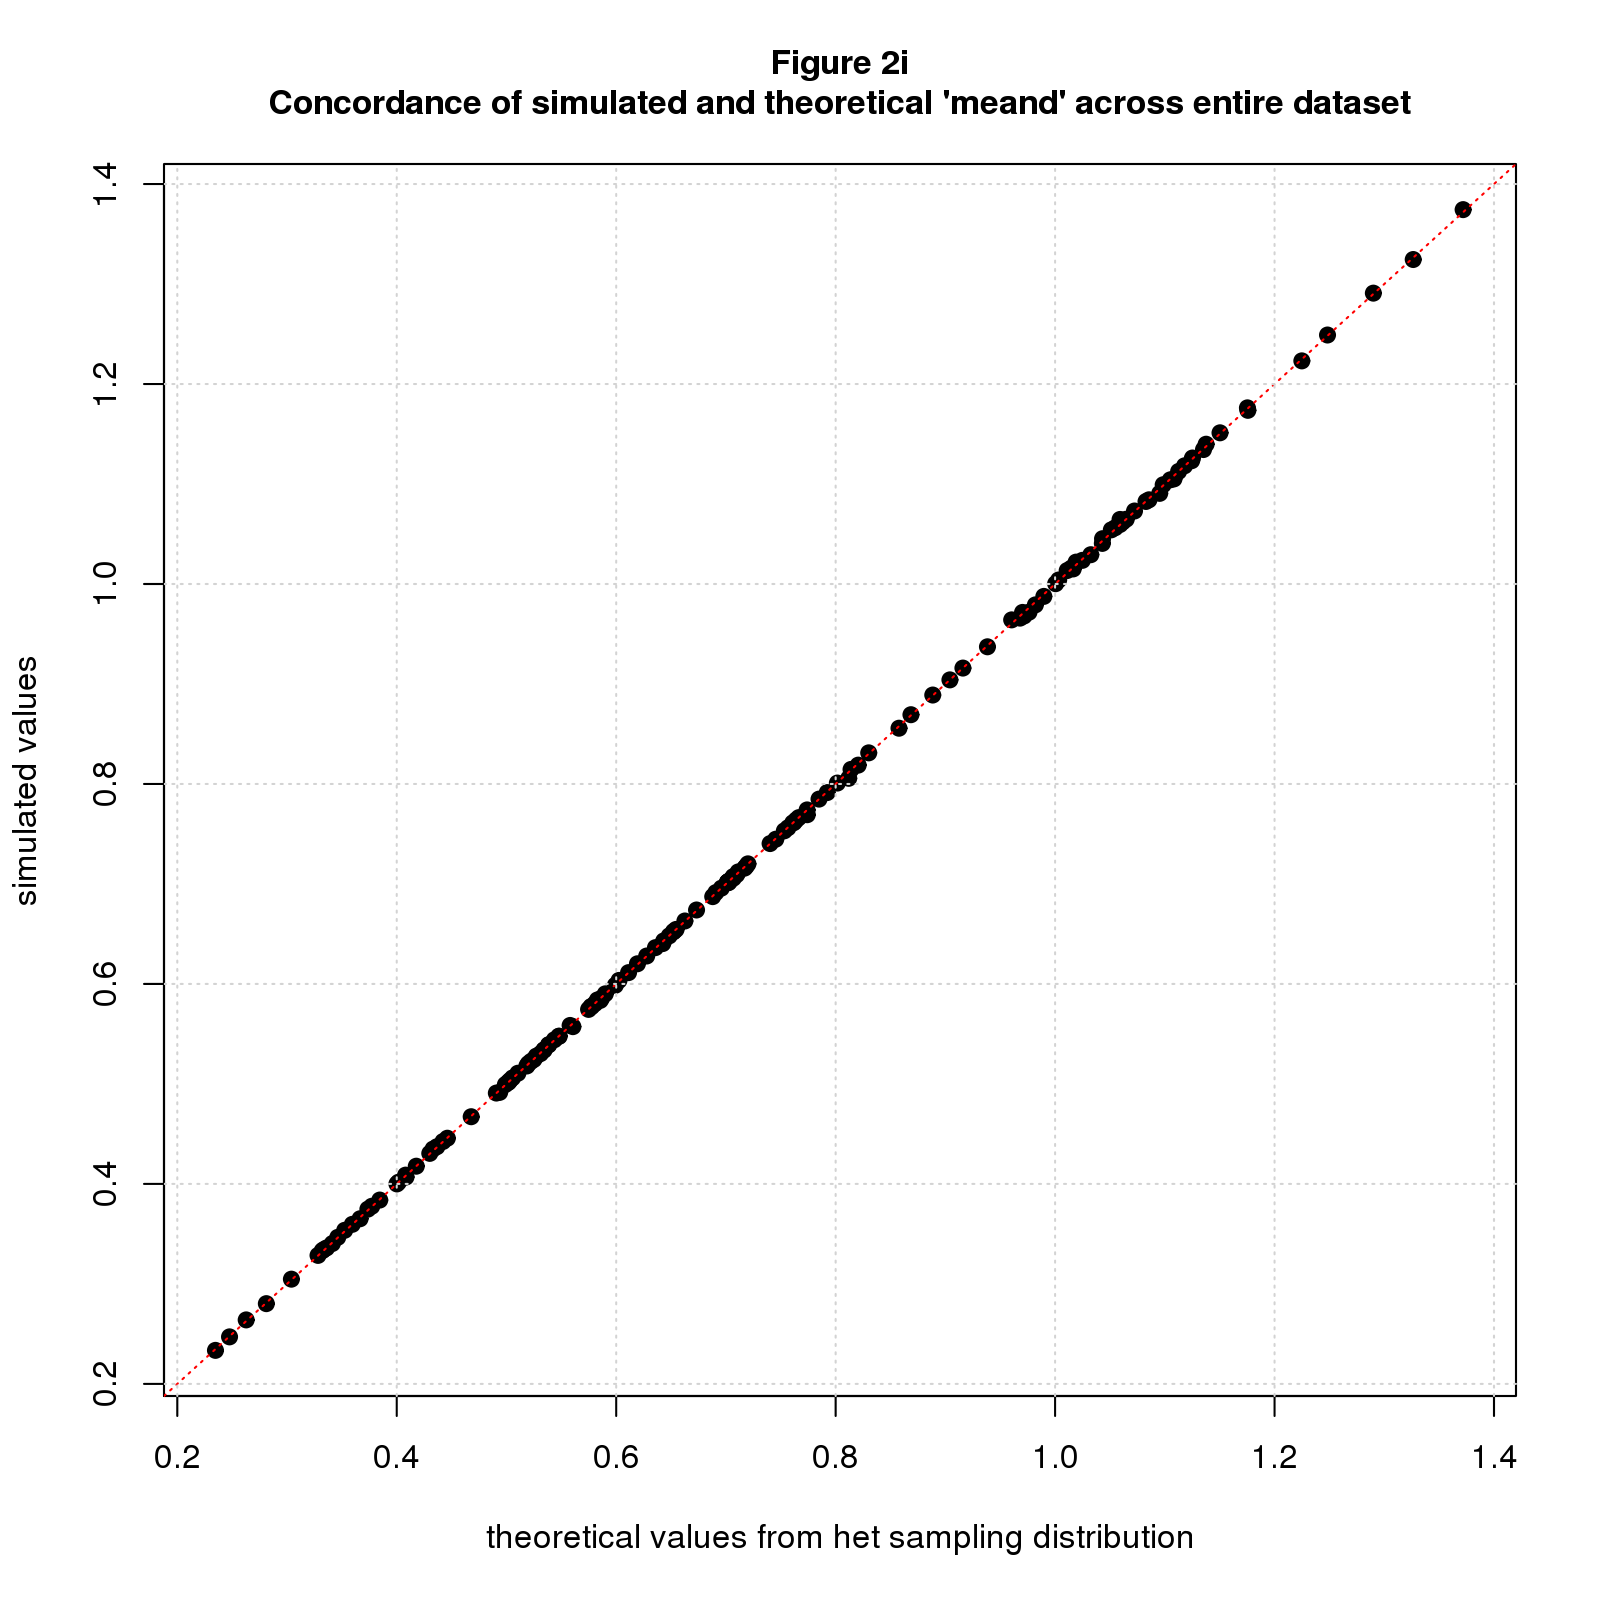 Figure 2i
Concordance of simulated and theoretical 'meand' across entire dataset
1.4
1.2
1.0
0.8
0.6
0.4
0.2
simulated values
0.2 0.4 0.6 0.8 1.0 1.2 1.4
theoretical values from het sampling distribution